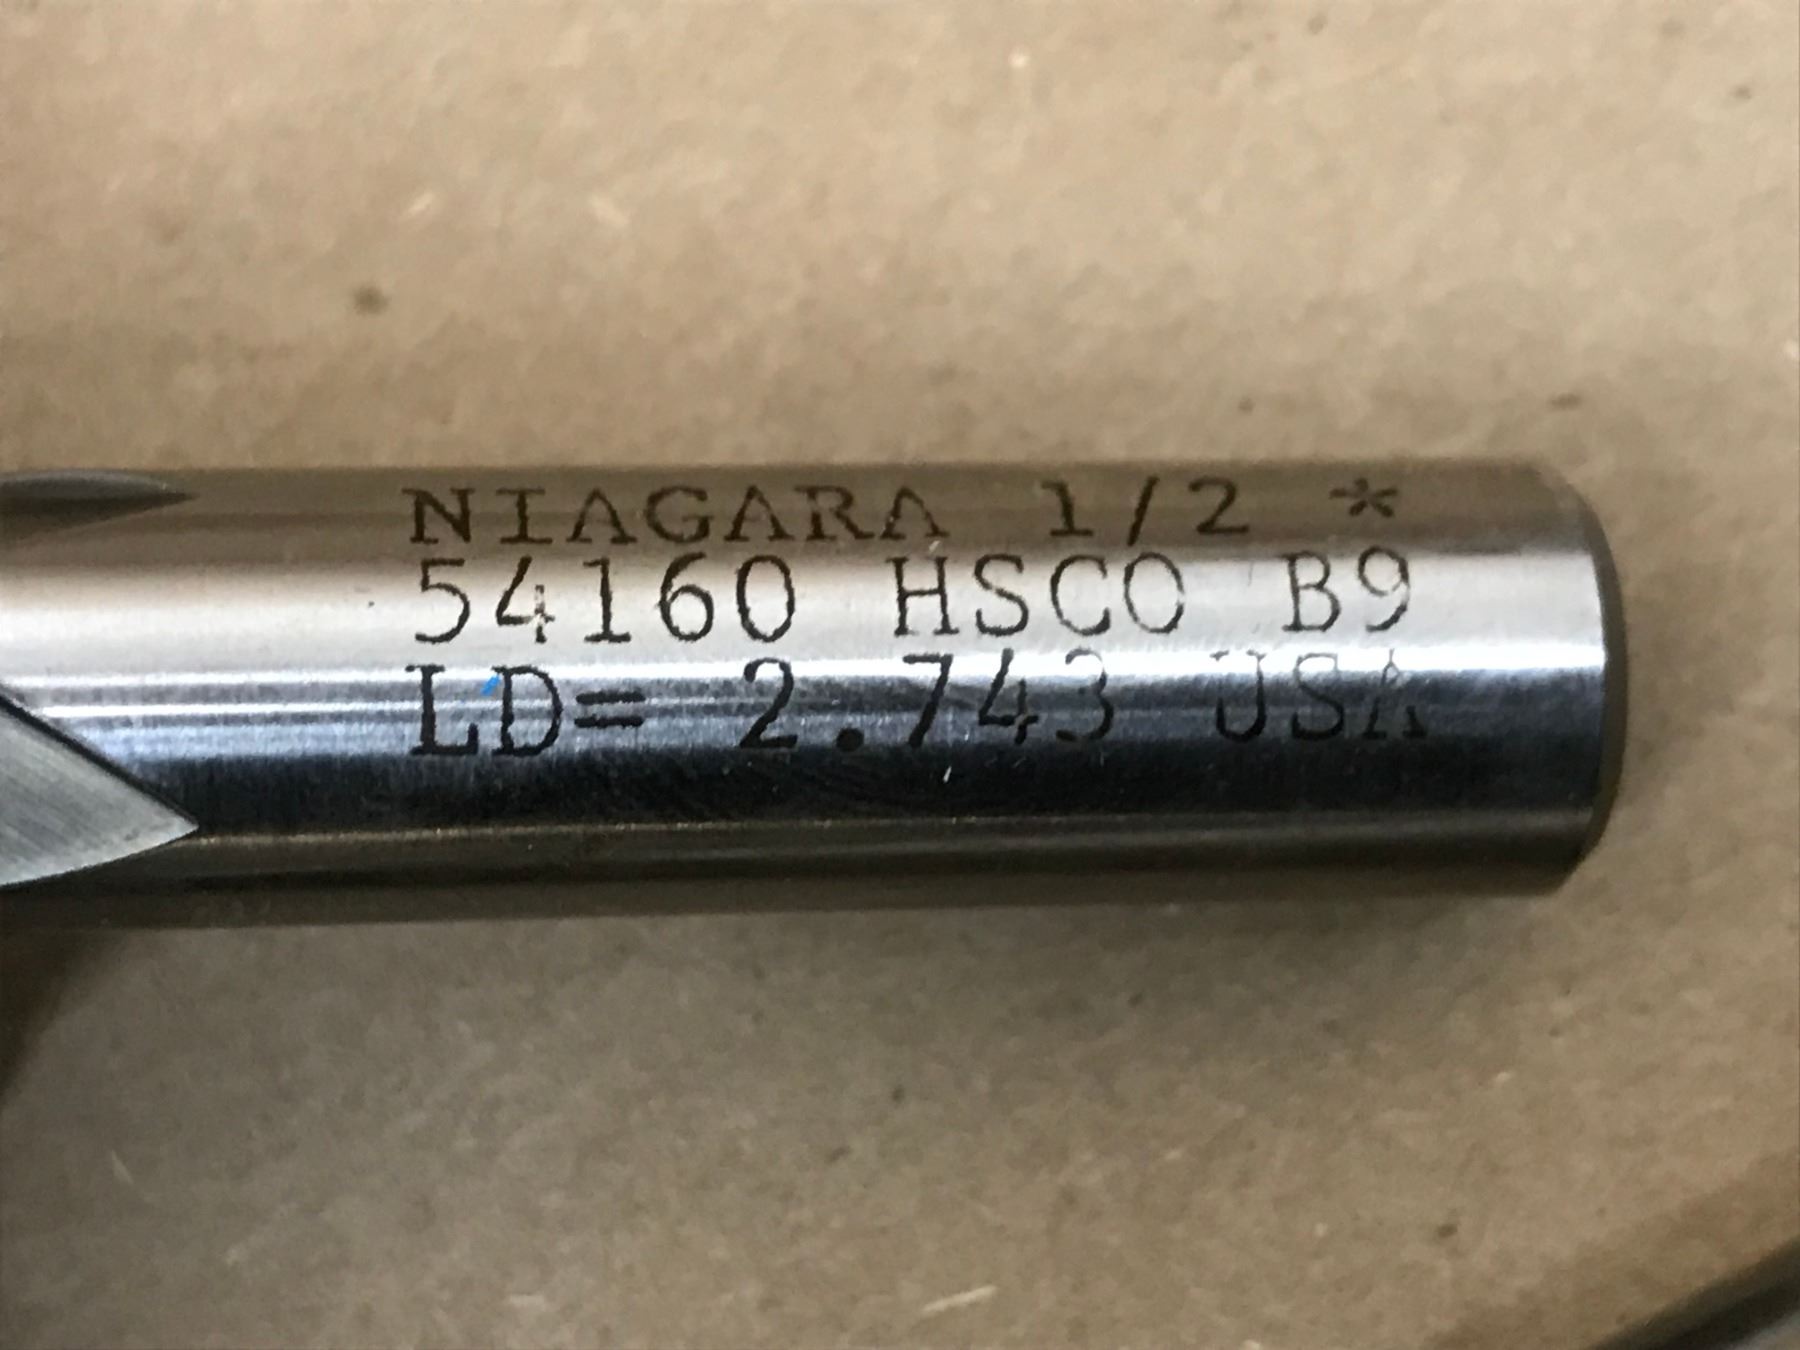 NIAGARA 1/2 *
54160 HSCO B9
LD= 2.743 USA